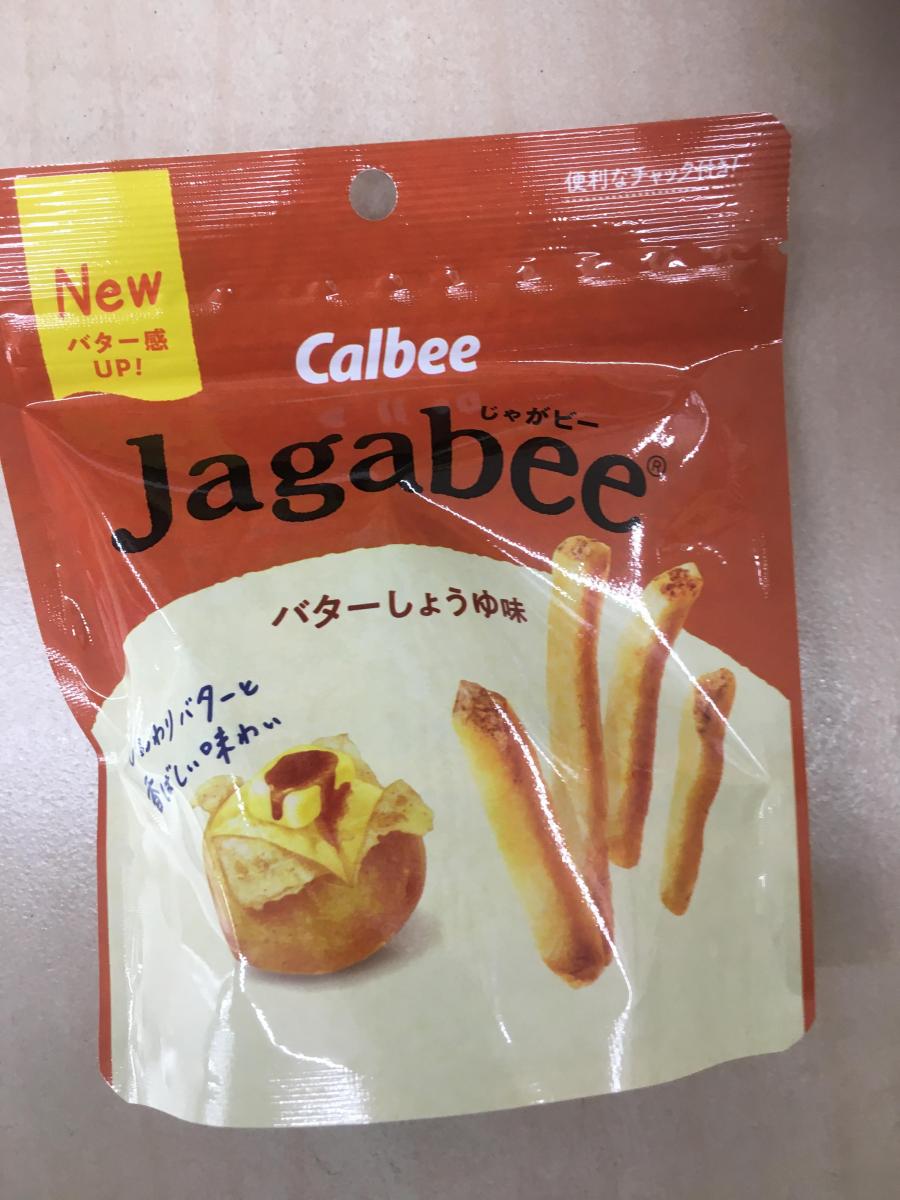 便利なチャック付き!
New
バター感
UP!
Calbee
じゃがビー
Jagabee®
バターしょうゆ味
じゅわりバターと
香ばしい味わい